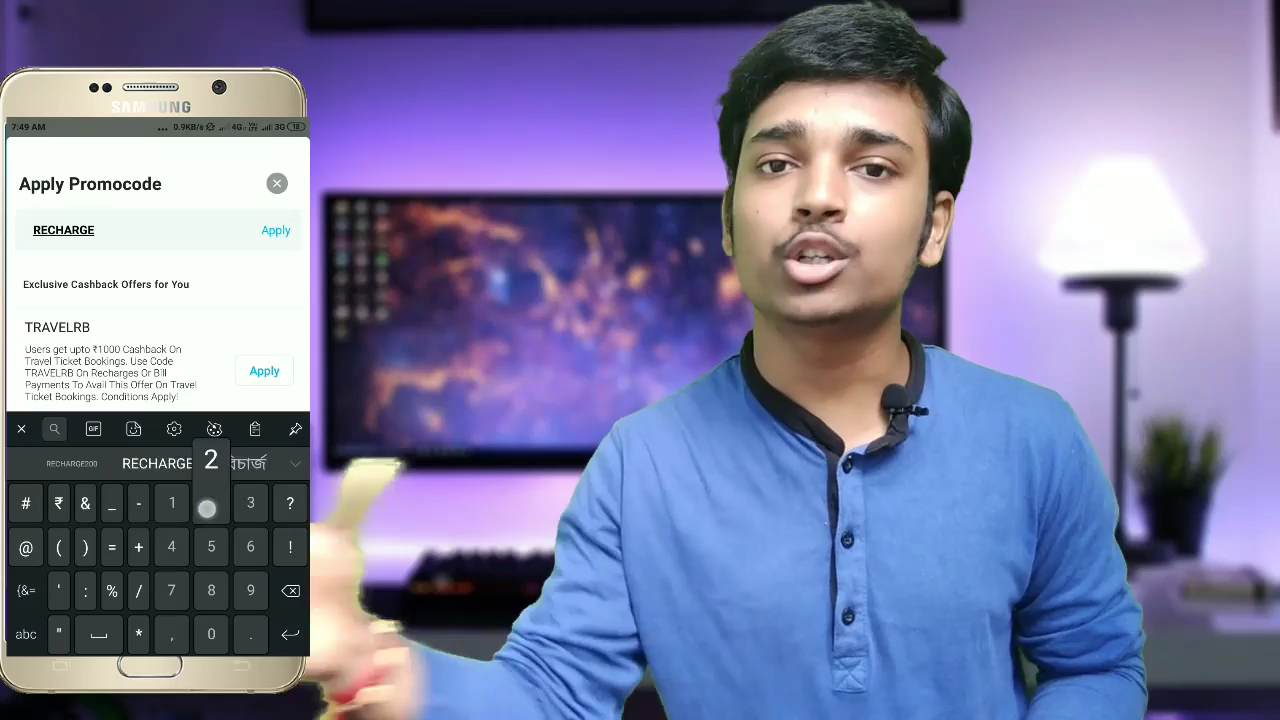 SAMSUNG
7:49 AM
... 0.9KB/s 4G 3G 18
Apply Promocode
RECHARGE
Apply
Exclusive Cashback Offers for You
TRAVELRB
Users get upto ₹1000 Cashback On
Travel Ticket Bookings. Use Code
TRAVELRB On Recharges Or Bill
Payments To Avail This Offer On Travel
Ticket Bookings. Conditions Apply!
Apply
GIF
RECHARGE200 RECHARGE 2
# ₹ & _ - 1 3 ?
@ ( ) = + 4 5 6 !
{&= ' : % / 7 8 9
abc " * , 0 .